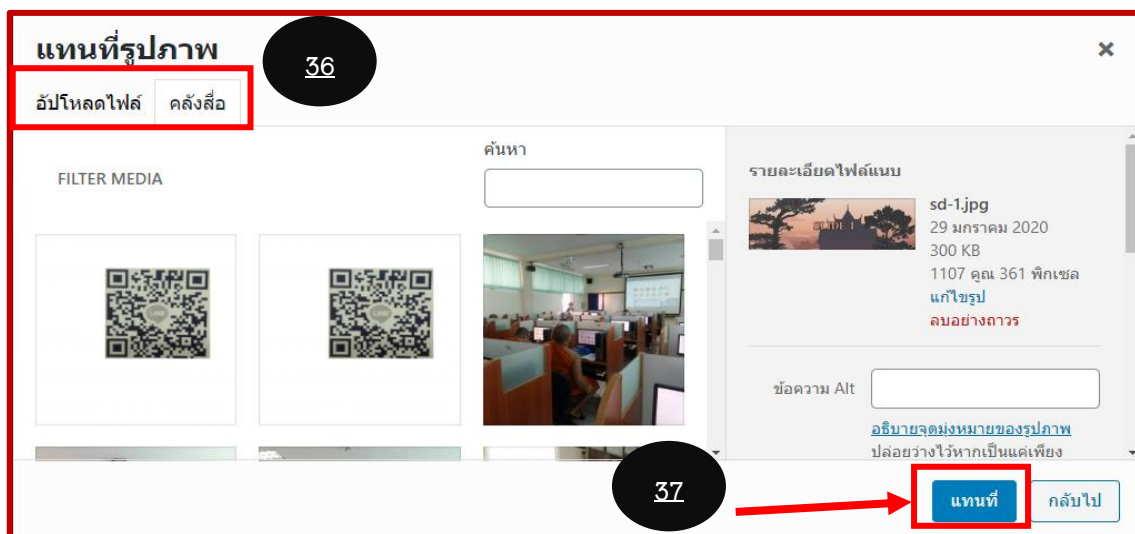 แทนที่รูปภาพ
36
×
อัปโหลดไฟล์ คลังสื่อ
FILTER MEDIA
ค้นหา
รายละเอียดไฟล์แนบ
SLIDE 1
sd-1.jpg
29 มกราคม 2020
300 KB
1107 คูณ 361 พิกเซล
แก้ไขรูป
ลบอย่างถาวร
ข้อความ Alt
อธิบายจุดมุ่งหมายของรูปภาพ
ปล่อยว่างไว้หากเป็นแค่เพียง
37
แทนที่ กลับไป